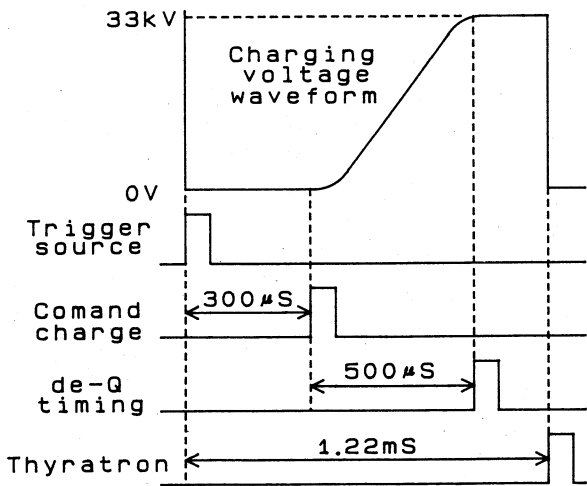 33kV
Charging
voltage
waveform
0V
Trigger
source
300μS
Comand
charge
500μS
de-Q
timing
1.22mS
Thyratron